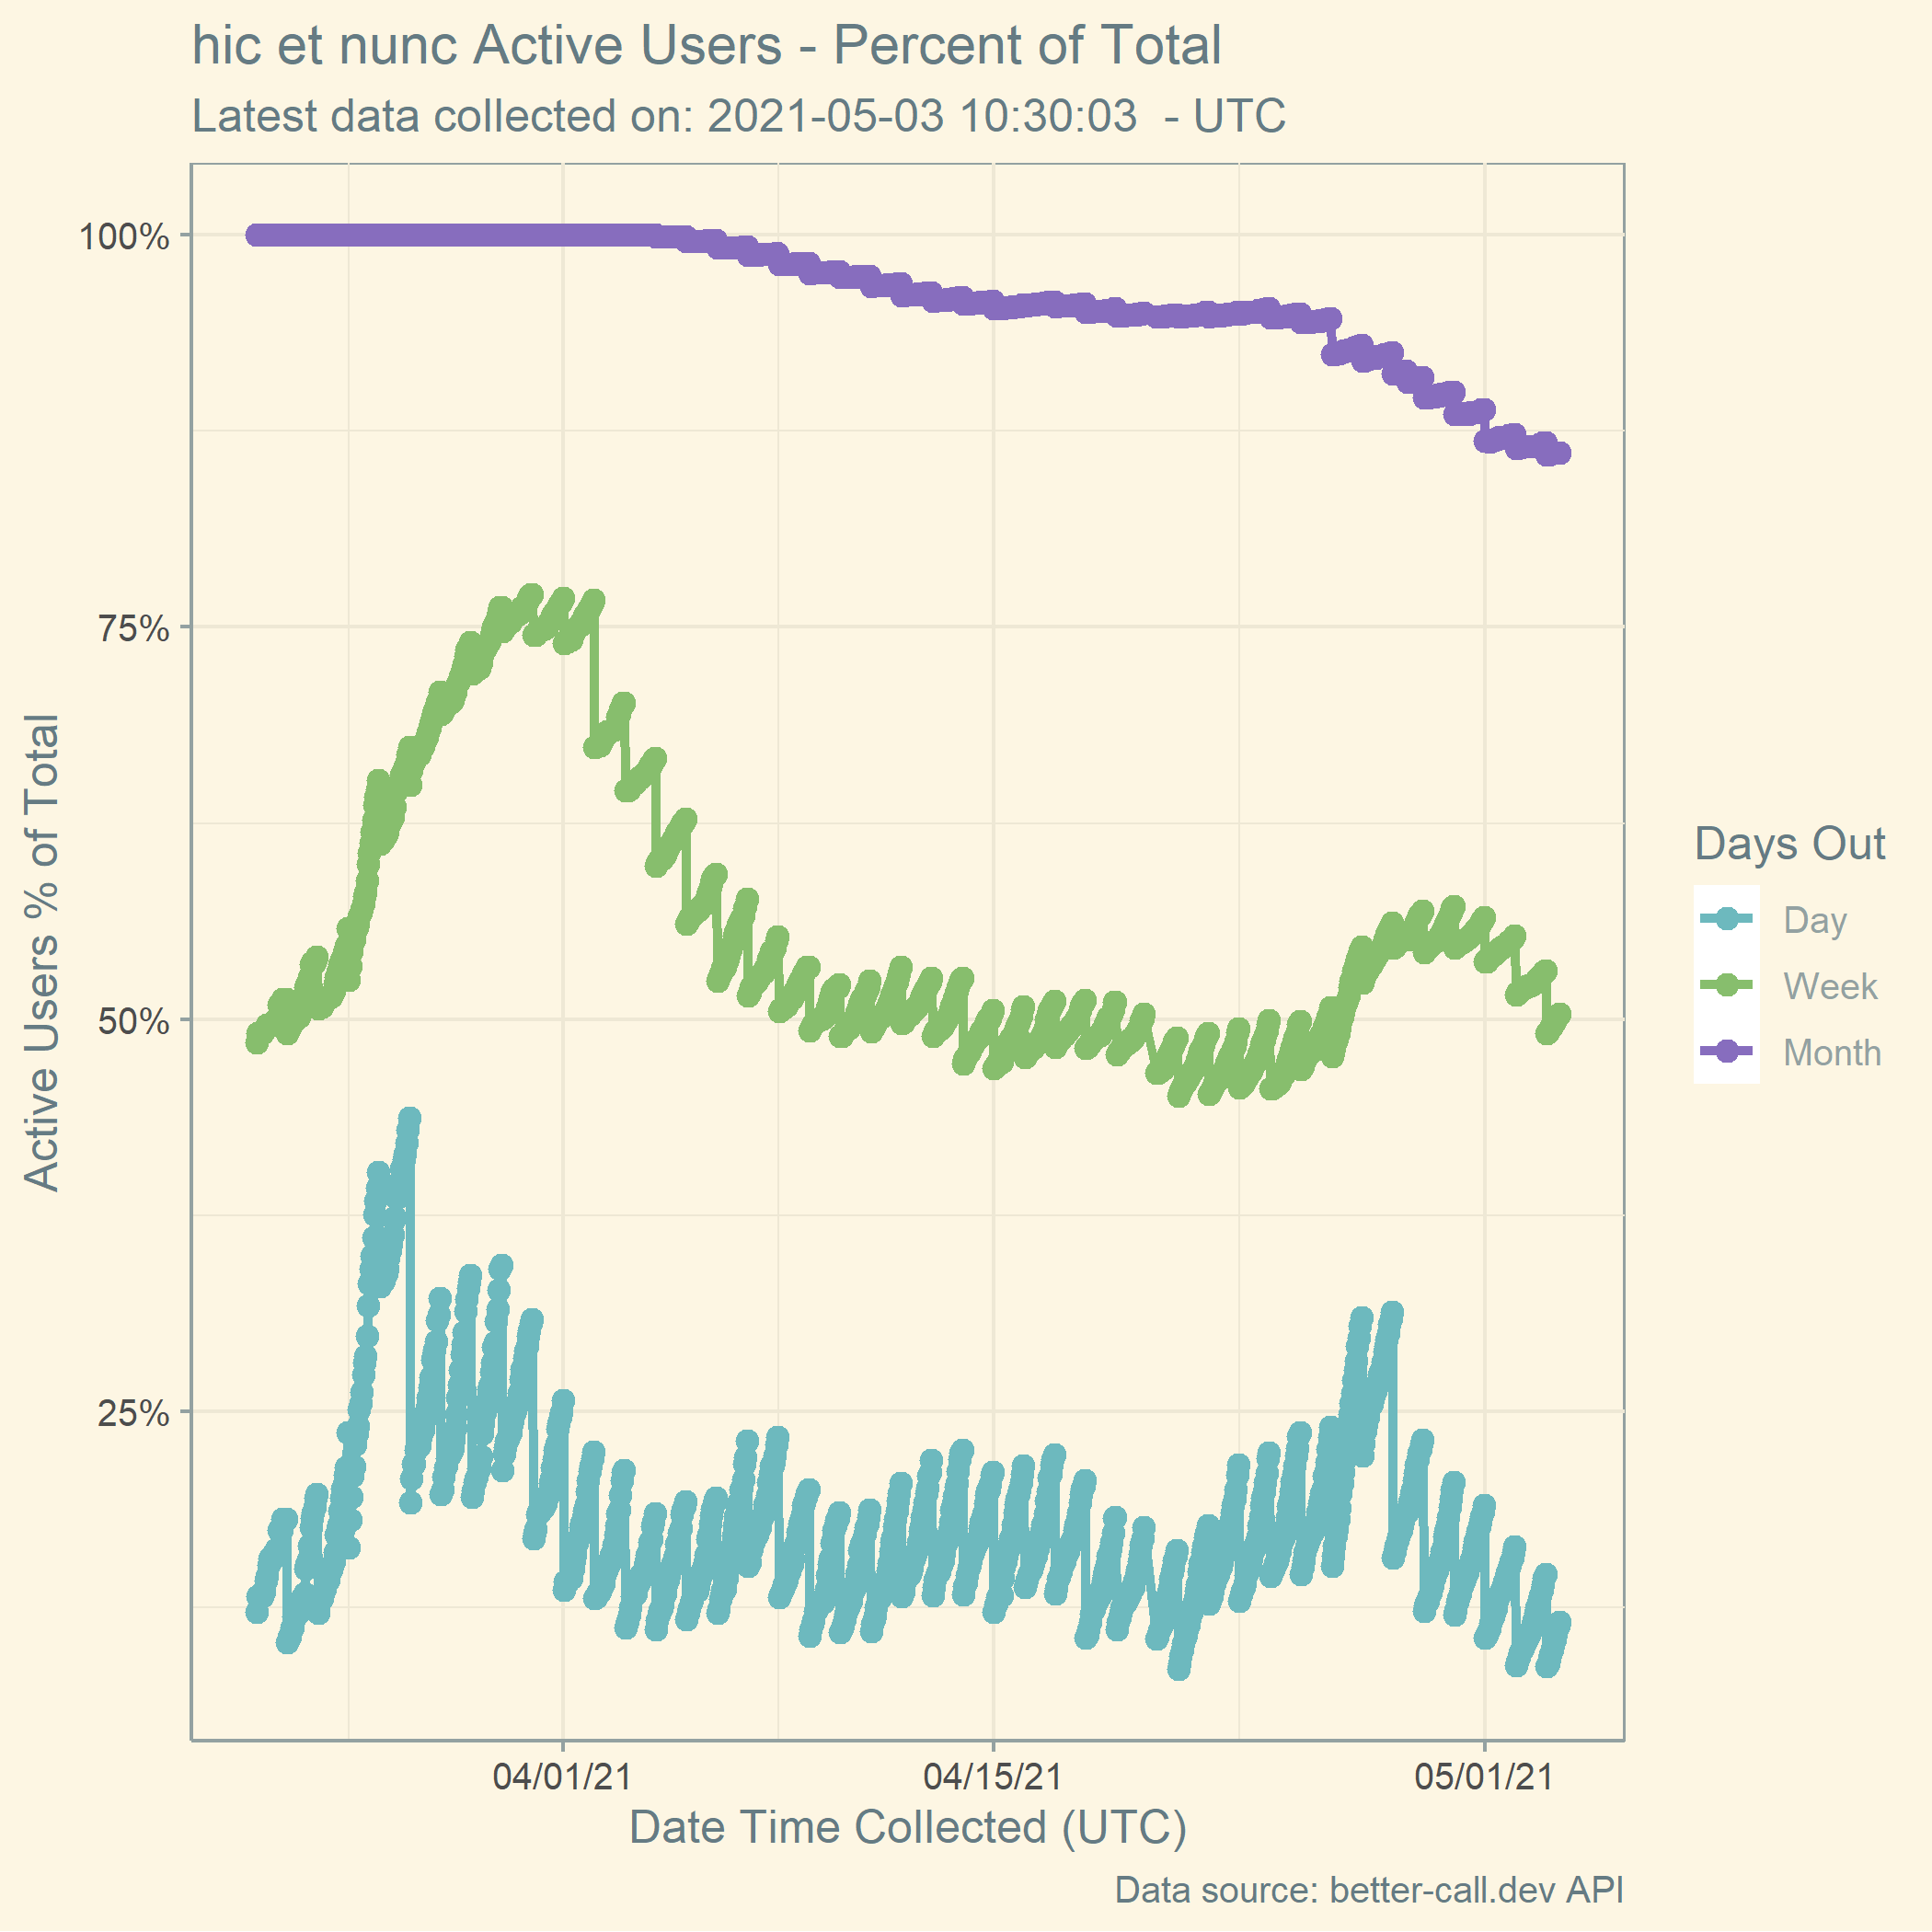 hic et nunc Active Users - Percent of Total
Latest data collected on: 2021-05-03 10:30:03  - UTC
100%
75%
50%
25%
Active Users % of Total
04/01/21
04/15/21
05/01/21
Date Time Collected (UTC)
Days Out
Day
Week
Month
Data source: better-call.dev API